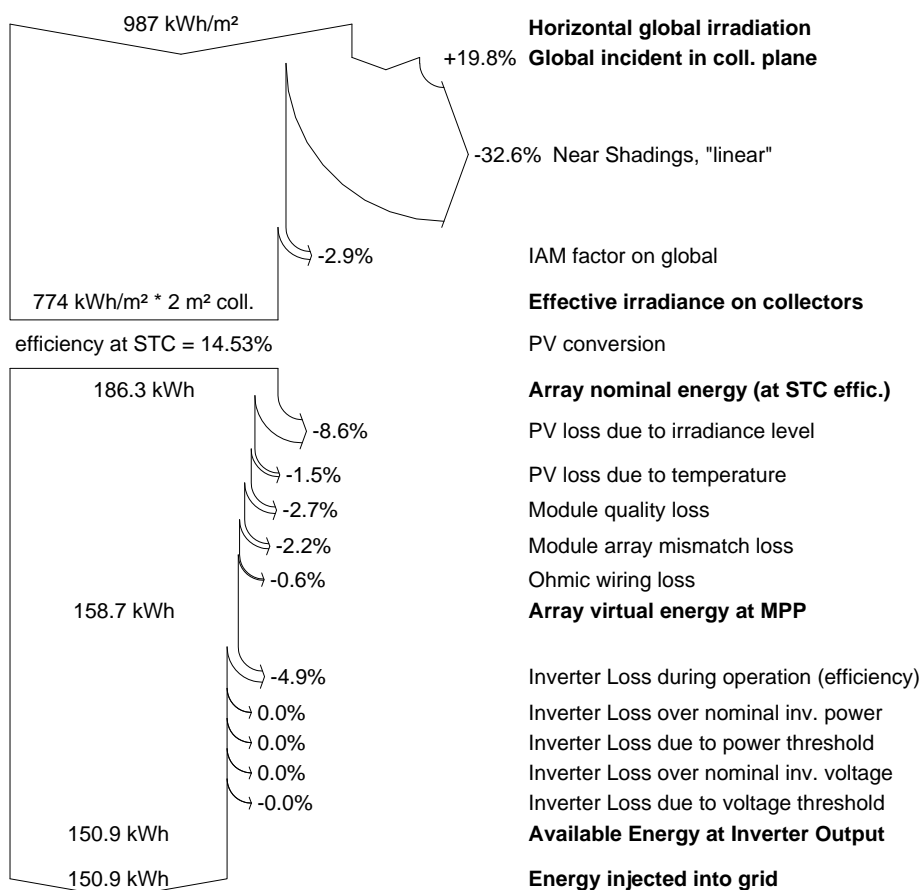 987 kWh/m² Horizontal global irradiation
+19.8% Global incident in coll. plane
-32.6% Near Shadings, "linear"
-2.9% IAM factor on global
774 kWh/m² * 2 m² coll. Effective irradiance on collectors
efficiency at STC = 14.53% PV conversion
186.3 kWh Array nominal energy (at STC effic.)
-8.6% PV loss due to irradiance level
-1.5% PV loss due to temperature
-2.7% Module quality loss
-2.2% Module array mismatch loss
-0.6% Ohmic wiring loss
158.7 kWh Array virtual energy at MPP
-4.9% Inverter Loss during operation (efficiency)
0.0% Inverter Loss over nominal inv. power
0.0% Inverter Loss due to power threshold
0.0% Inverter Loss over nominal inv. voltage
-0.0% Inverter Loss due to voltage threshold
150.9 kWh Available Energy at Inverter Output
150.9 kWh Energy injected into grid